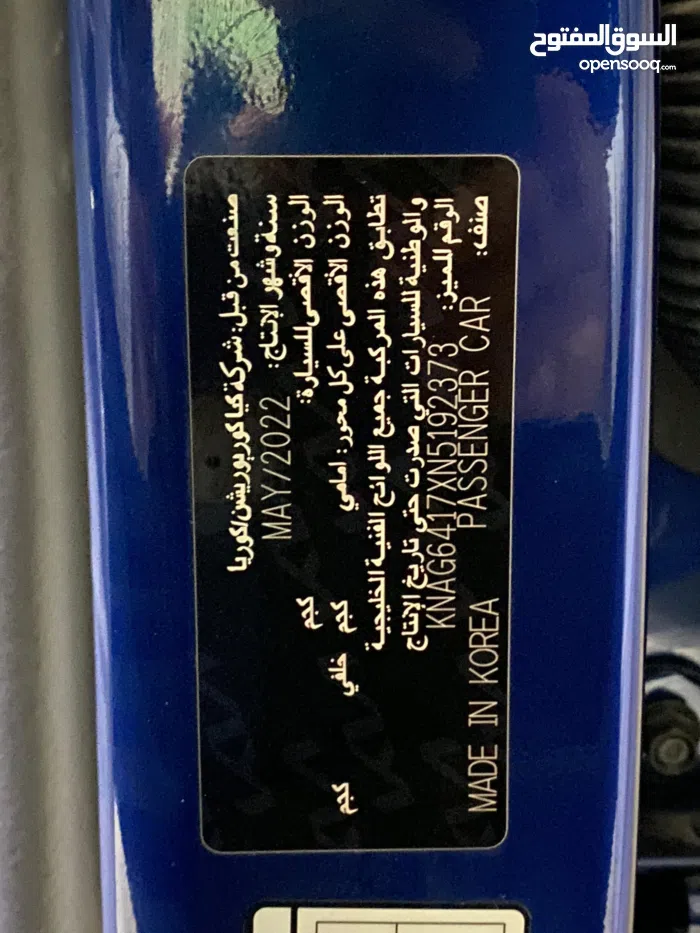 السوق المفتوح
opensooq.com
صنعت من قبل: شركة كيا كوربوريشن/كوريا
سنة وشهر الإنتاج: MAY/2022
الوزن الأقصى للسيارة: كجم
الوزن الأقصى على كل محور: امامي كجم خلفي كجم
تطابق هذه المركبة جميع اللوائح الفنية الخليجية
والوطنية للسيارات التي صدرت حتى تاريخ الإنتاج
الرقم المميز: KNAG6417XN5192373
صنف: PASSENGER CAR MADE IN KOREA